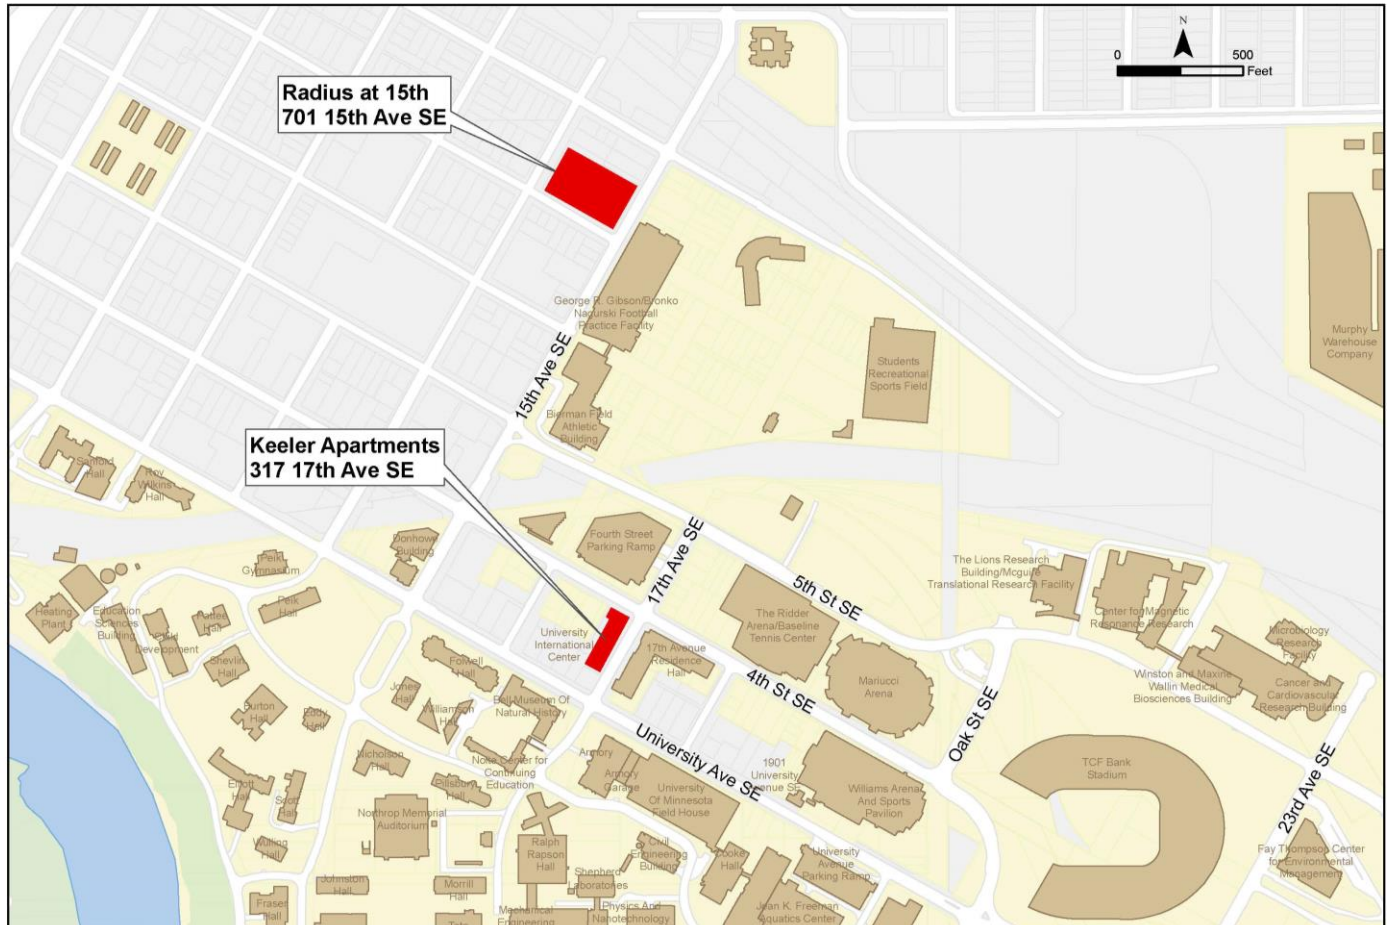 N
0 500
Feet
Radius at 15th
701 15th Ave SE
George R. Gibson/Bronko
Nagurski Football
Practice Facility
Murphy
Warehouse
Company
Students
Recreational
Sports Field
15th Ave SE
Bierman Field
Athletic
Building
Keeler Apartments
317 17th Ave SE
Sanford
Hall
Roy
Wilkins
Hall
Donhowe
Building
Fourth Street
Parking Ramp
17th Ave SE
5th St SE
The Lions Research
Building/Mcguire
Translational Research Facility
Center for Magnetic
Resonance Research
Microbiology
Research
Facility
Winston and Maxine
Wallin Medical
Biosciences Building
Cancer and
Cardiovascular
Research Building
Peik
Gymnasium
Peik
Hall
Heating
Plant
Education
Sciences
Building
Child
Development
Pattee
Hall
Shevlin
Hall
University
International
Center
17th Avenue
Residence
Hall
The Ridder
Arena/Baseline
Tennis Center
Mariucci
Arena
4th St SE
Oak St SE
Folwell
Hall
Jones
Hall
Williamson
Hall
Bell Museum Of
Natural History
Burton
Hall
Eddy
Hall
Nicholson
Hall
Nolte Center for
Continuing
Education
Armory
Armory
Garage
University Ave SE
1901
University
Avenue SE
University
Of Minnesota
Field House
Williams Arena
And Sports
Pavilion
TCF Bank
Stadium
23rd Ave SE
Fay Thompson Center
for Environmental
Management
Elliott
Hall
Scott
Hall
Pillsbury
Hall
Northrop Memorial
Auditorium
Wulling
Hall
Ralph
Rapson
Hall
Civil
Engineering
Building
Cooke
Hall
University
Avenue
Parking Ramp
Shepherd
Laboratories
Johnston
Hall
Morrill
Hall
Fraser
Hall
Tate
Mechanical
Engineering
Physics And
Nanotechnology
Jean K. Freeman
Aquatics Center